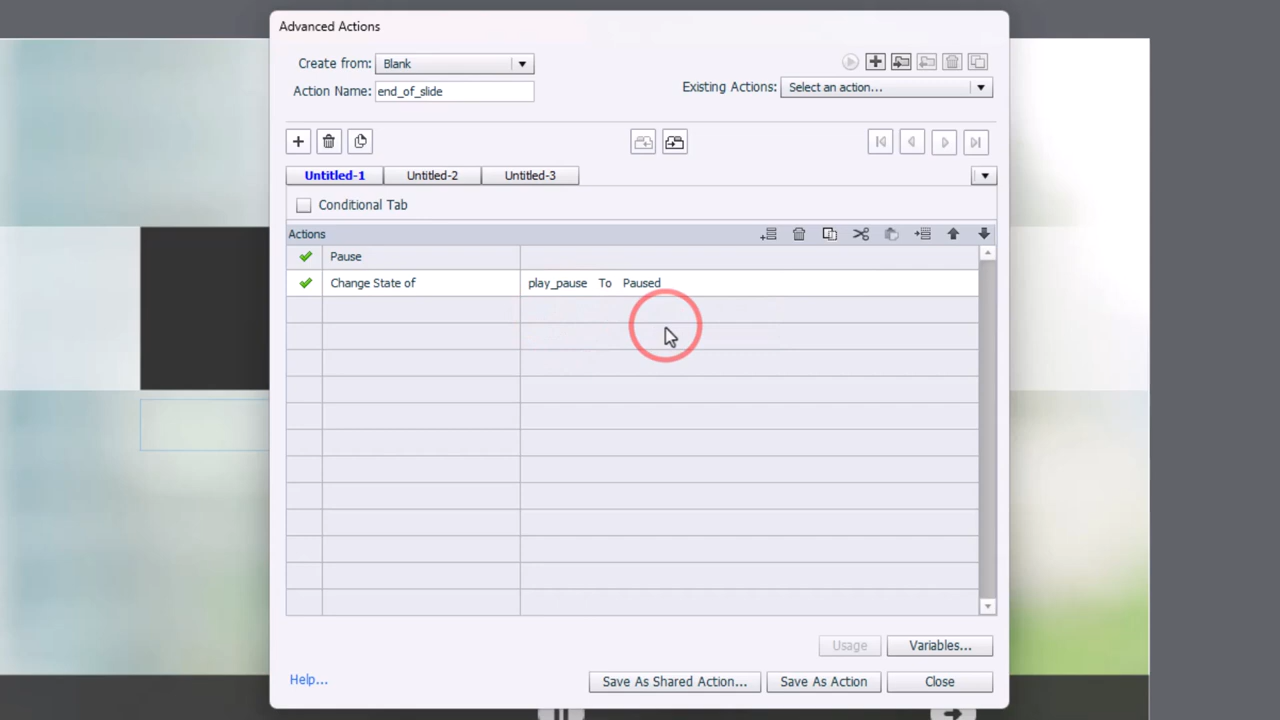 Advanced Actions
Create from: Blank
Action Name: end_of_slide
Existing Actions: Select an action...
Untitled-1 Untitled-2 Untitled-3
Conditional Tab
Actions
Pause
Change State of play_pause To Paused
Usage Variables...
Help... Save As Shared Action... Save As Action Close